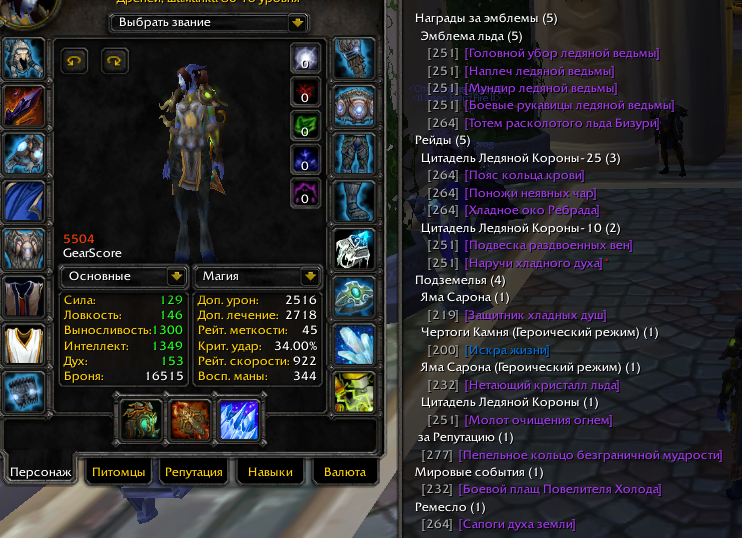 Дреней, шаманка 80-го уровня
Выбрать звание
0
0
0
0
0
5504
GearScore
Основные
Магия
Сила: 129
Ловкость: 146
Выносливость: 1300
Интеллект: 1349
Дух: 153
Броня: 16515
Доп. урон: 2516
Доп. лечение: 2718
Рейт. меткости: 45
Крит. удар: 34.00%
Рейт. скорости: 922
Восп. маны: 344
Персонаж
Питомцы
Репутация
Навыки
Валюта
Награды за эмблемы (5)
Эмблема льда (5)
[251] [Головной убор ледяной ведьмы]
[251] [Наплеч ледяной ведьмы]
[251] [Мундир ледяной ведьмы]
[251] [Боевые рукавицы ледяной ведьмы]
[264] [Тотем расколотого льда Бизури]
Рейды (5)
Цитадель Ледяной Короны-25 (3)
[264] [Пояс кольца крови]
[264] [Поножи неявных чар]
[264] [Хладное око Ребрада]
Цитадель Ледяной Короны-10 (2)
[251] [Подвеска раздвоенных вен]
[251] [Наручи хладного духа]
Подземелья (4)
Яма Сарона (1)
[219] [Защитник хладных душ]
Чертоги Камня (Героический режим) (1)
[200] [Искра жизни]
Яма Сарона (Героический режим) (1)
[232] [Нетающий кристалл льда]
Цитадель Ледяной Короны (1)
[251] [Молот очищения огнем]
за Репутацию (1)
[277] [Пепельное кольцо безграничной мудрости]
Мировые события (1)
[232] [Боевой плащ Повелителя Холода]
Ремесло (1)
[264] [Сапоги духа земли]